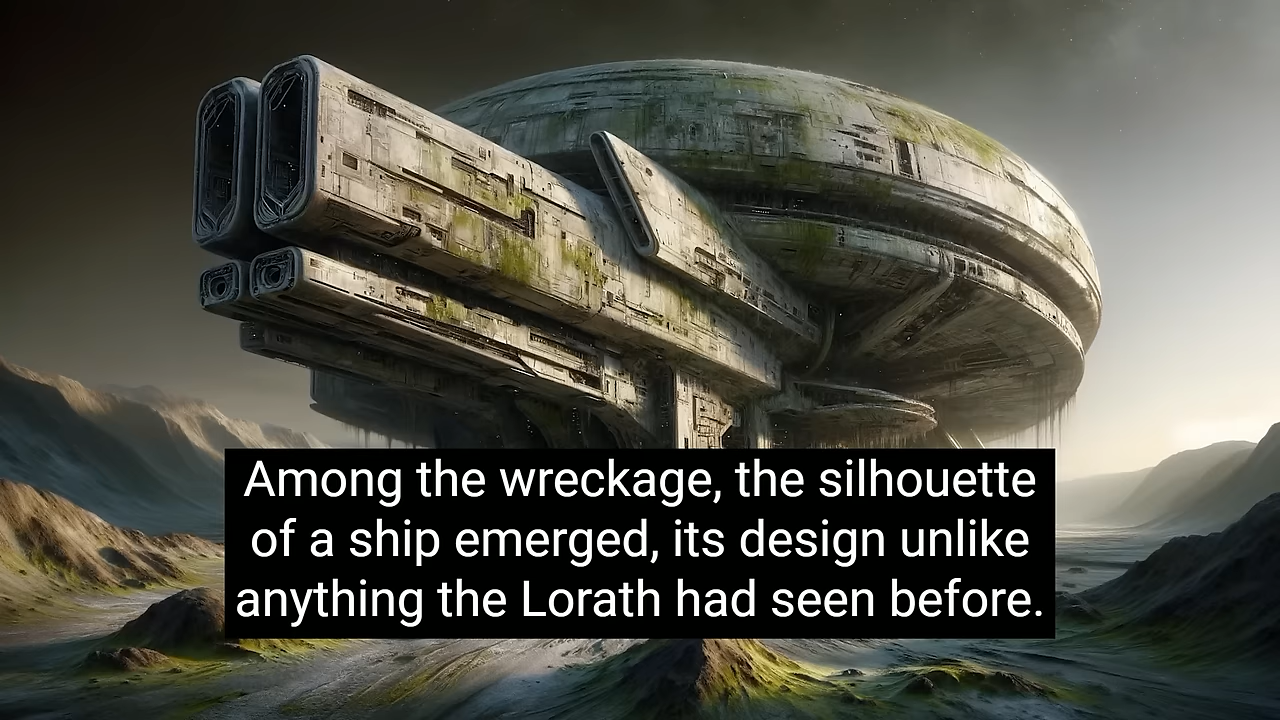 Among the wreckage, the silhouette
of a ship emerged, its design unlike
anything the Lorath had seen before.